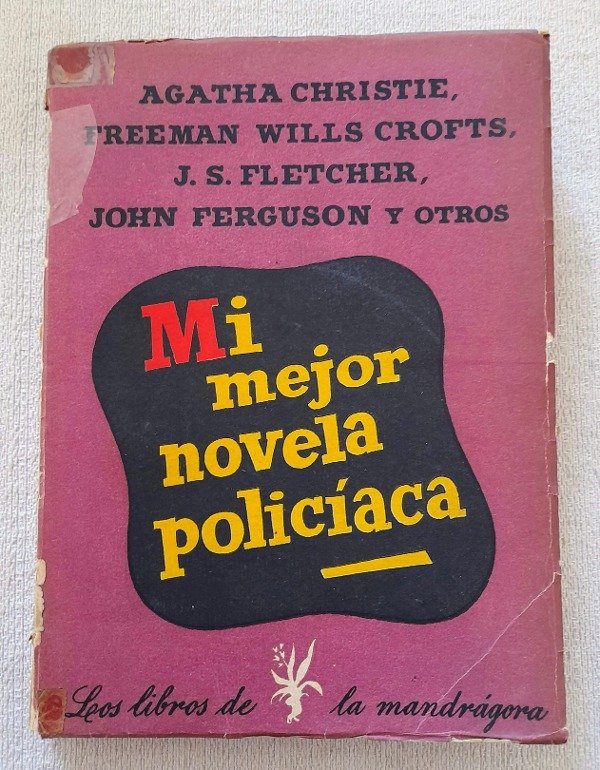 AGATHA CHRISTIE,
FREEMAN WILLS CROFTS,
J. S. FLETCHER,
JOHN FERGUSON Y OTROS
Mi
mejor
novela
policíaca
Los libros de la mandrágora